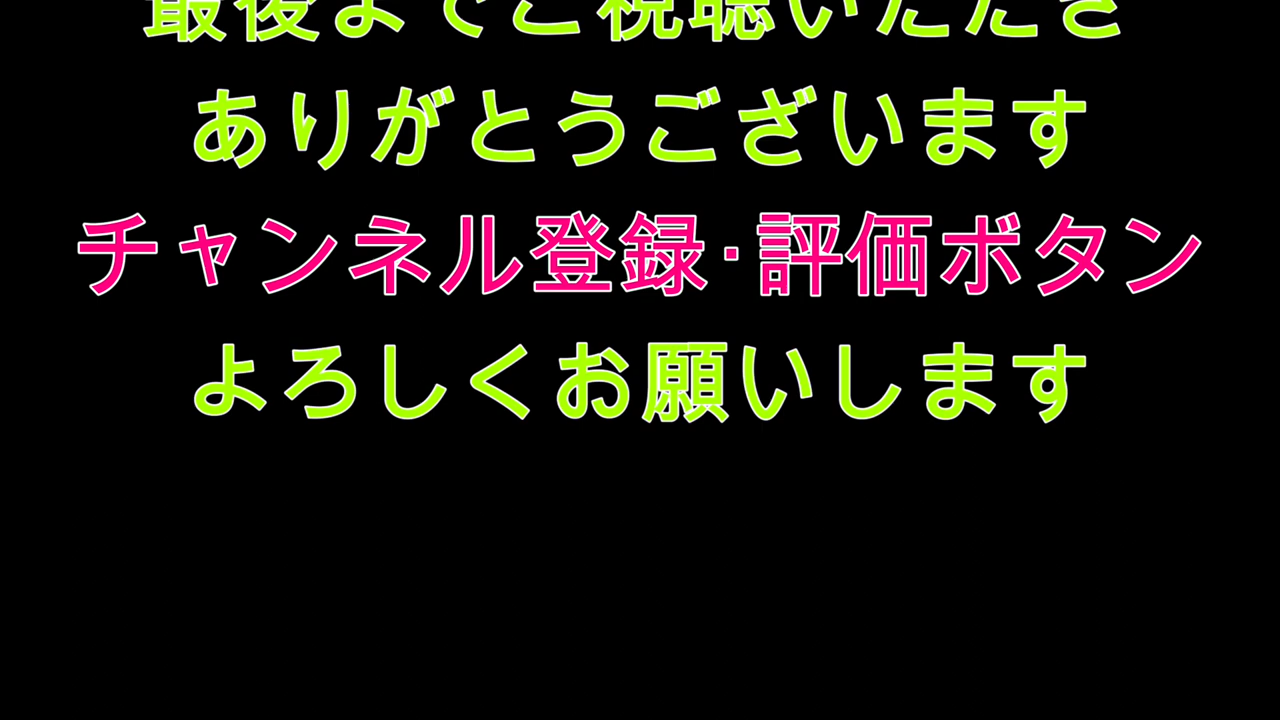 最後までご視聴いただき
ありがとうございます
チャンネル登録･評価ボタン
よろしくお願いします